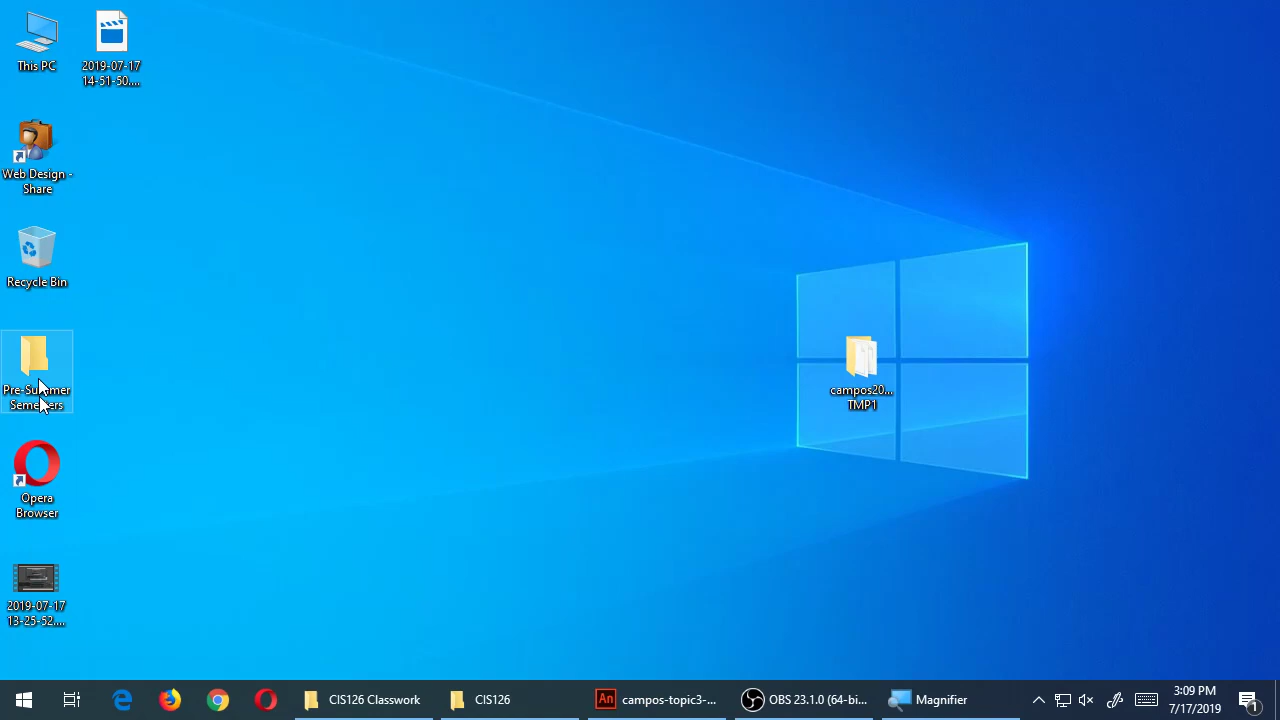 This PC
2019-07-17
14-51-50....
Web Design -
Share
Recycle Bin
Pre-Summer
Opera
Browser
2019-07-17
13-25-52....
campos20...
TMP1
CIS126 Classwork
CIS126
An
campos-topic3-...
OBS 23.1.0 (64-bi...
Magnifier
3:09 PM
7/17/2019
1